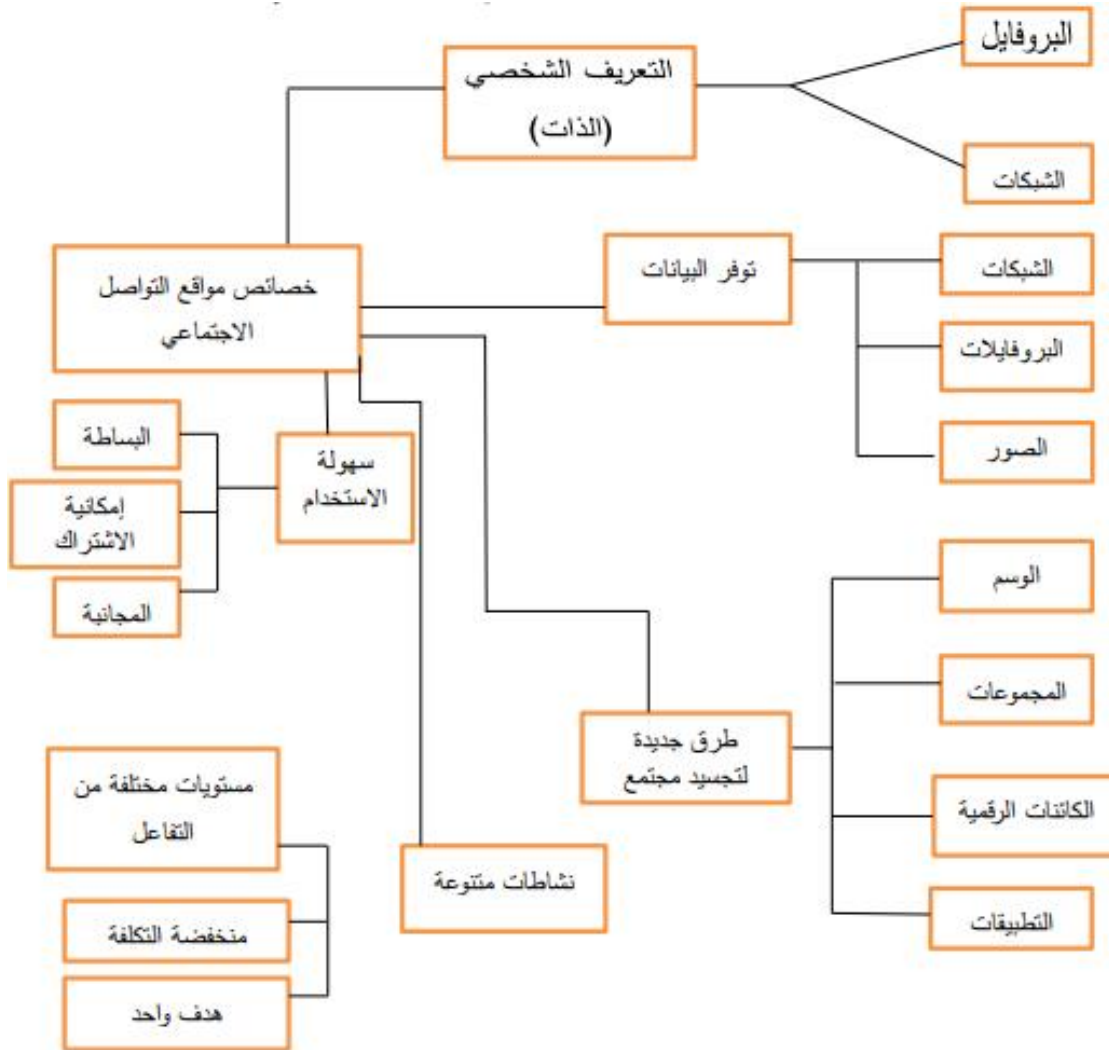 البروفايل
التعريف الشخصي
(الذات)
الشبكات
خصائص مواقع التواصل
الاجتماعي
توفر البيانات
الشبكات
البروفايلات
الصور
سهولة
الاستخدام
البساطة
إمكانية
الاشتراك
المجانية
الوسم
المجموعات
طرق جديدة
لتجسيد مجتمع
الكائنات الرقمية
التطبيقات
مستويات مختلفة من
التفاعل
نشاطات متنوعة
منخفضة التكلفة
هدف واحد